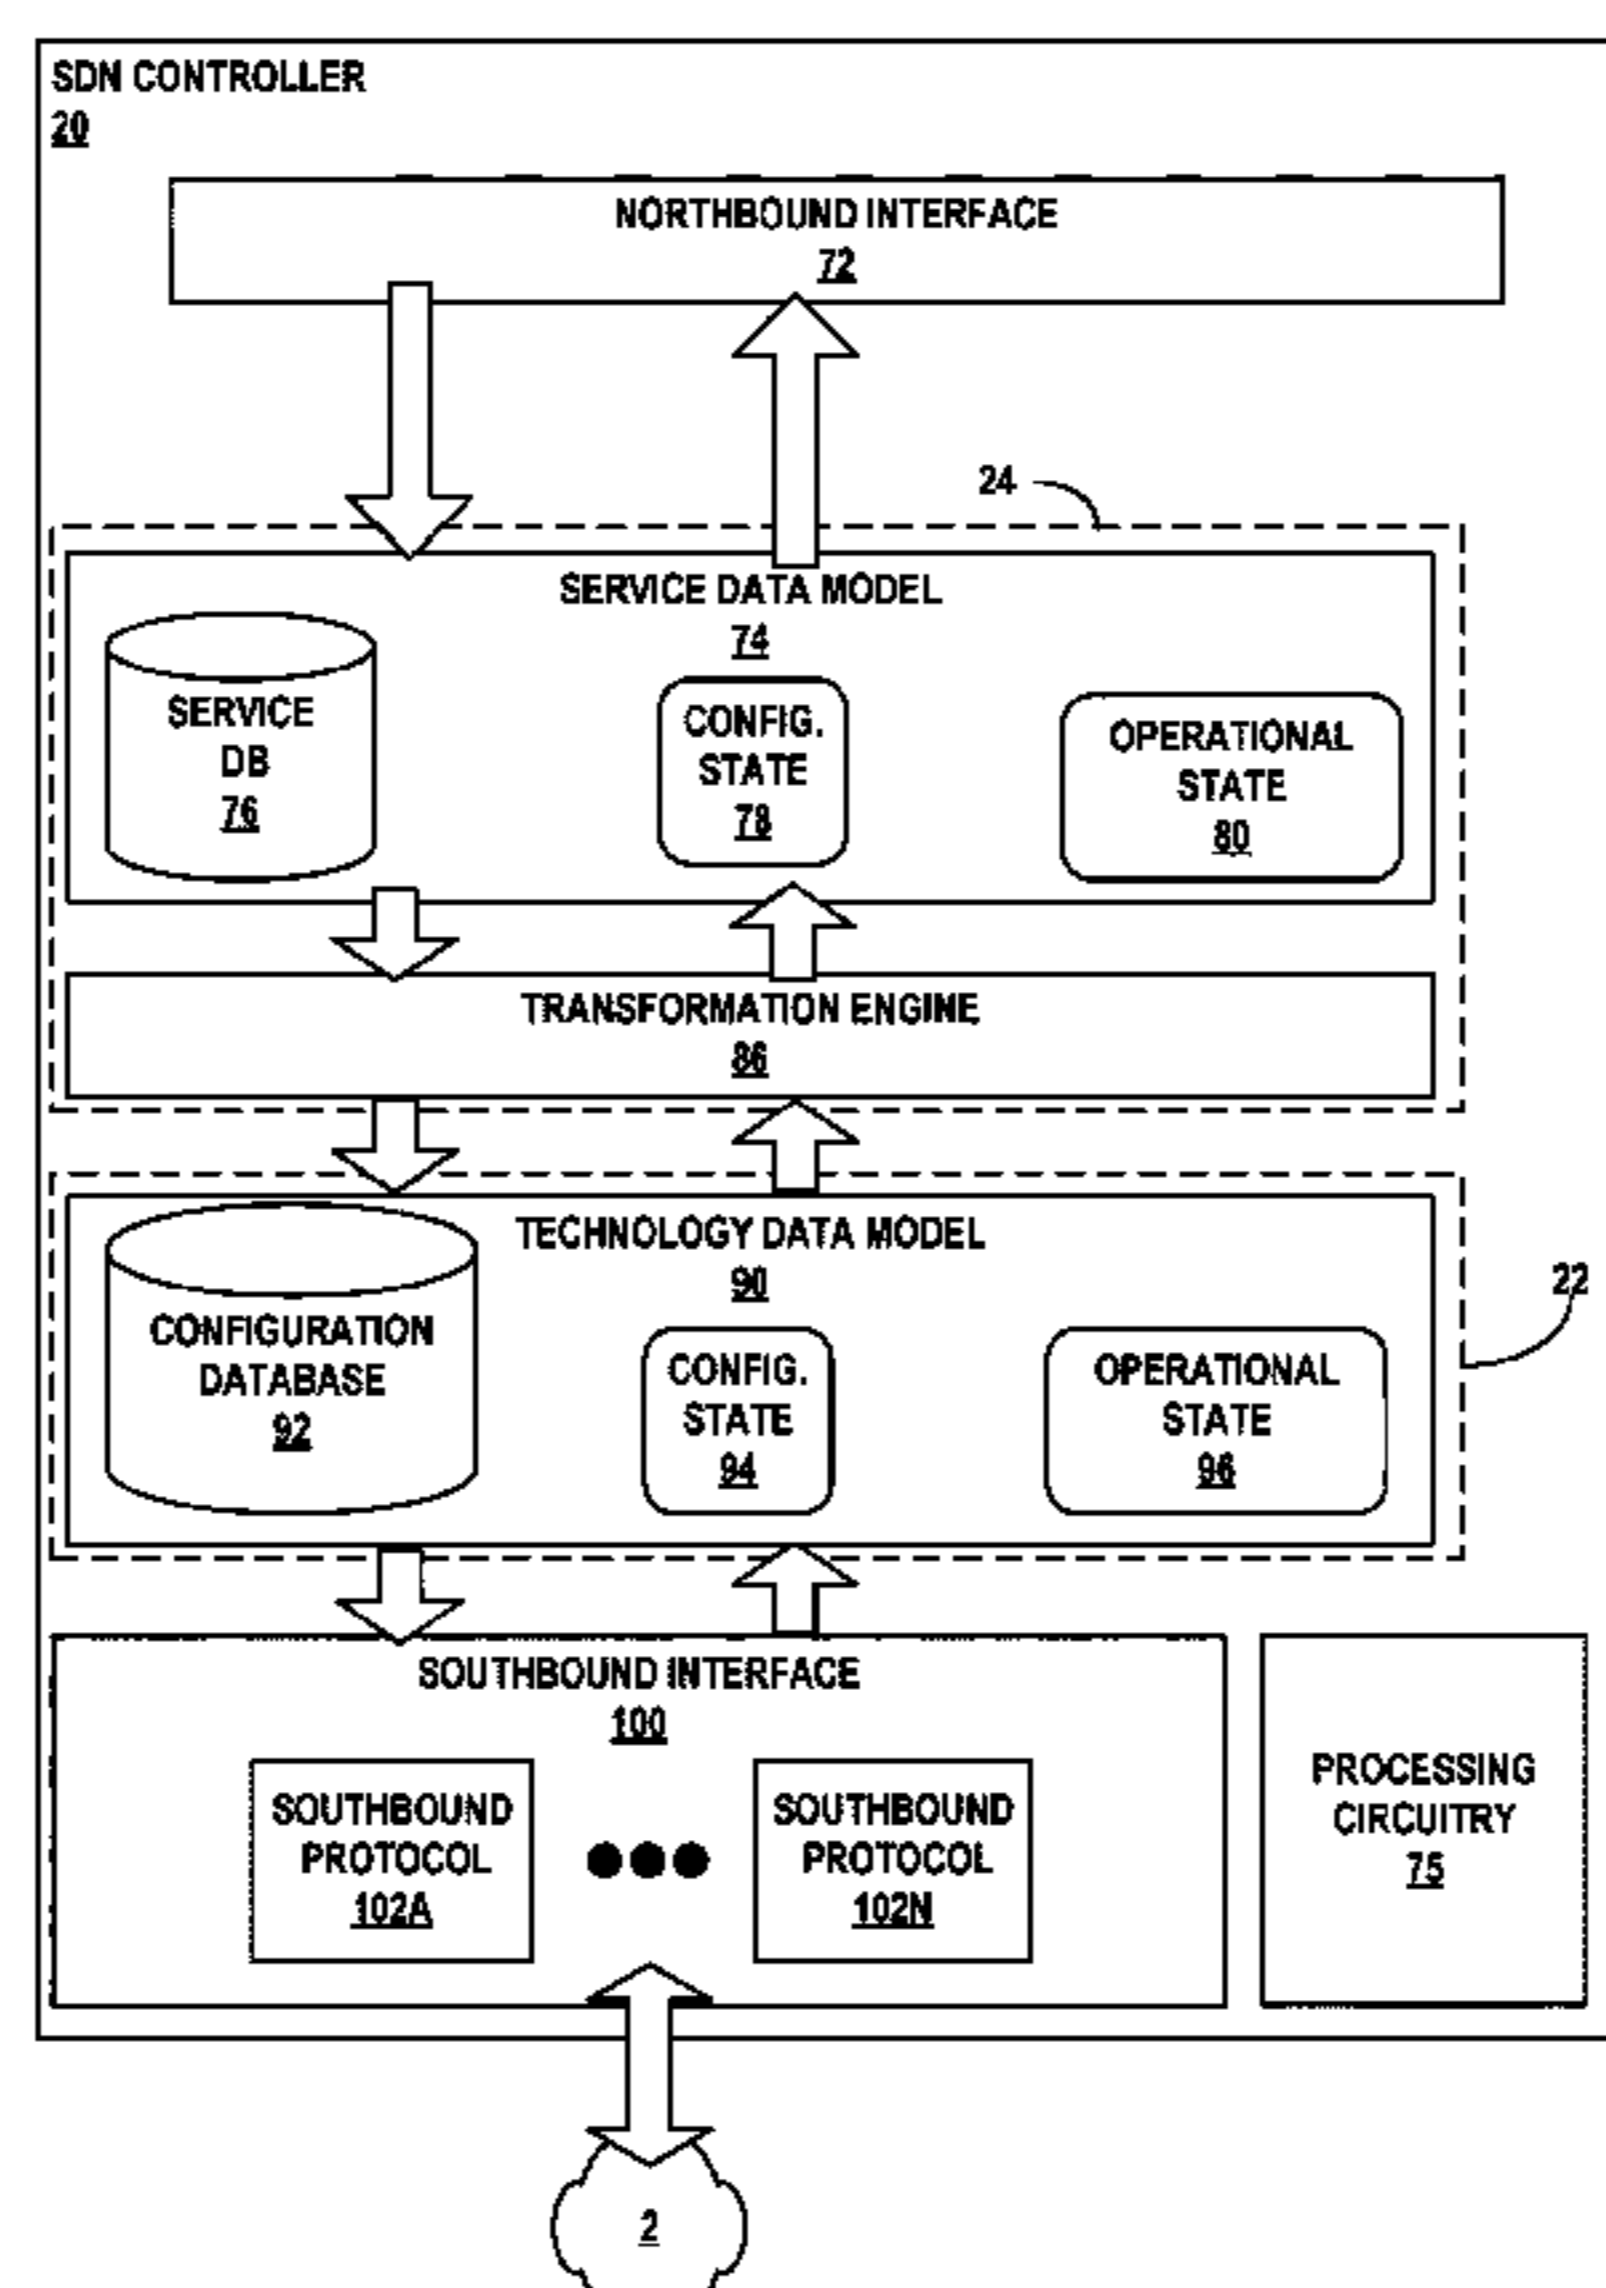 SDN CONTROLLER
20
NORTHBOUND INTERFACE
72
24
SERVICE DATA MODEL
74
SERVICE
DB
76
CONFIG.
STATE
78
OPERATIONAL
STATE
80
TRANSFORMATION ENGINE
86
TECHNOLOGY DATA MODEL
90
22
CONFIGURATION
DATABASE
92
CONFIG.
STATE
94
OPERATIONAL
STATE
96
SOUTHBOUND INTERFACE
100
SOUTHBOUND
PROTOCOL
102A
SOUTHBOUND
PROTOCOL
102N
PROCESSING
CIRCUITRY
75
2